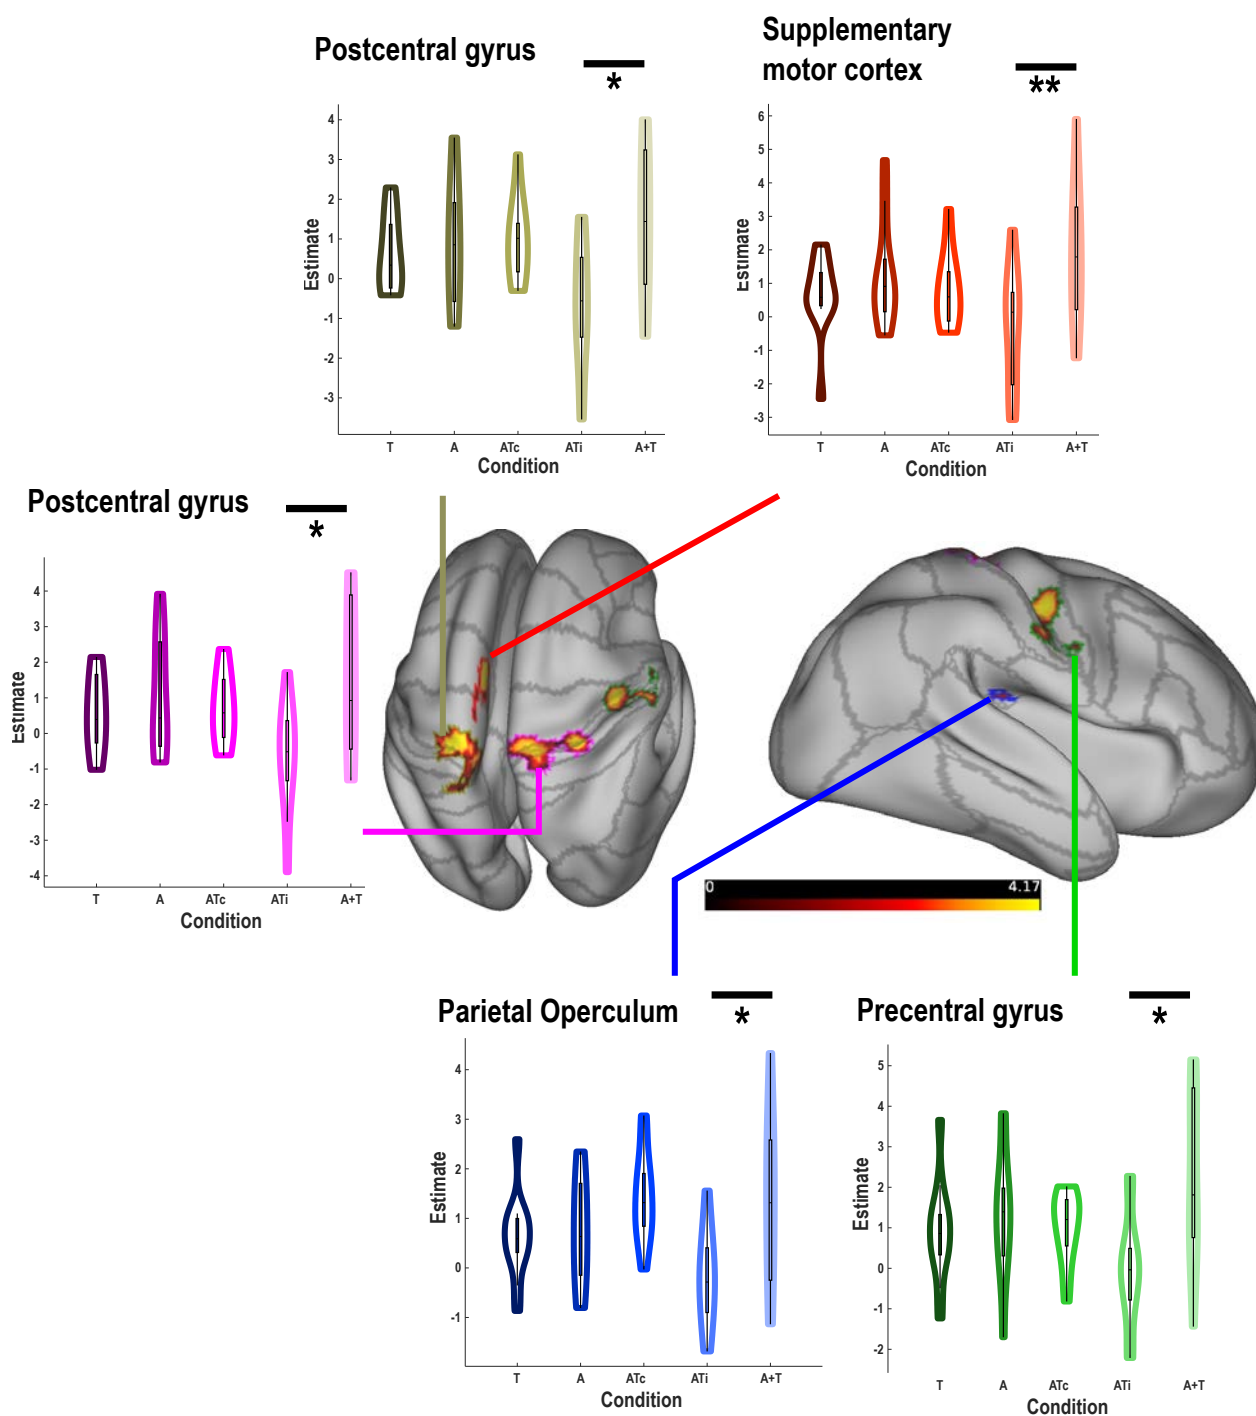 Postcentral gyrus
*
4
3
2
1
0
-1
-2
-3
Estimate
T
A
ATc
ATi
A+T
Condition
Supplementary
motor cortex
**
6
5
4
3
2
1
0
-1
-2
-3
Estimate
T
A
ATc
ATi
A+T
Condition
Postcentral gyrus
*
4
3
2
1
0
-1
-2
-3
-4
Estimate
T
A
ATc
ATi
A+T
Condition
0
4.17
Parietal Operculum
*
4
3
2
1
0
-1
Estimate
T
A
ATc
ATi
A+T
Condition
Precentral gyrus
*
5
4
3
2
1
0
-1
-2
Estimate
T
A
ATc
ATi
A+T
Condition